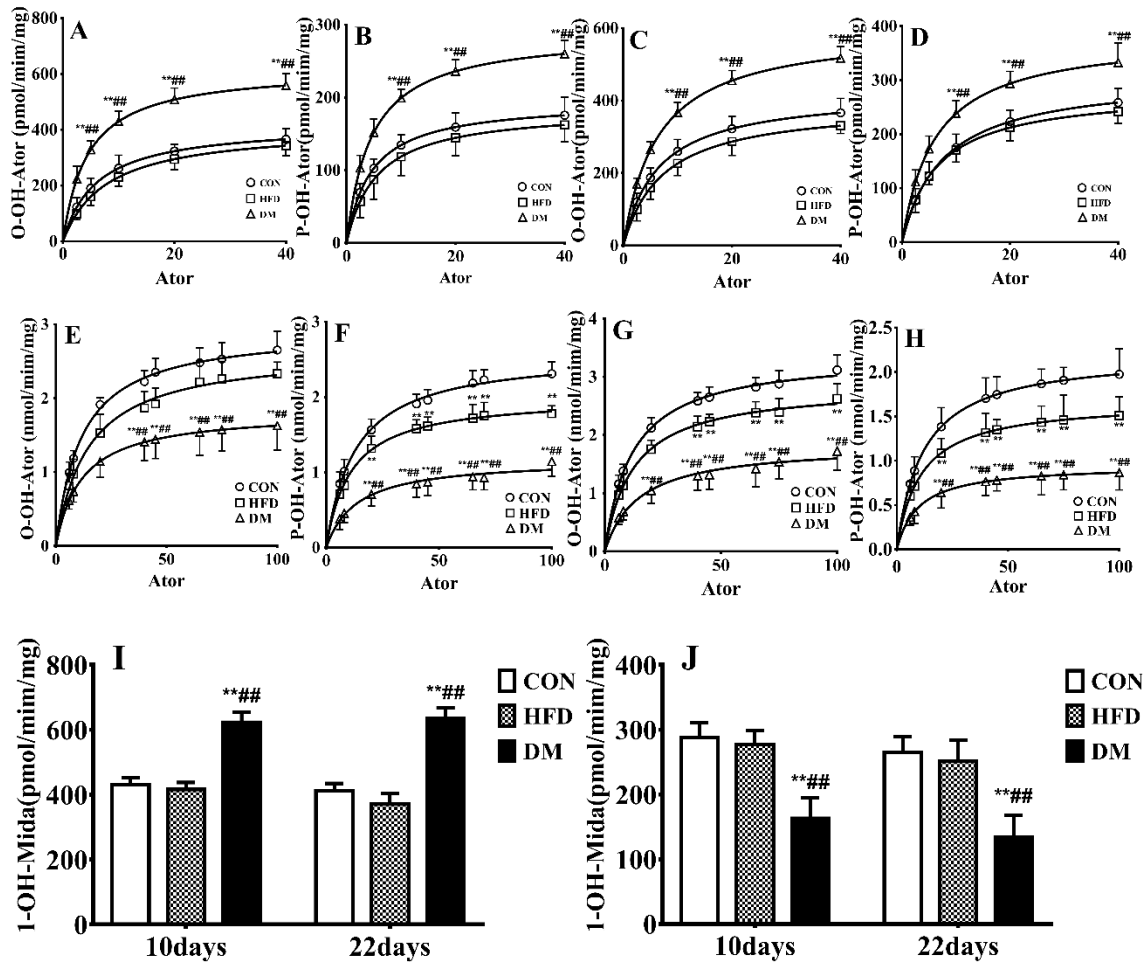 A
O-OH-Ator (pmol/mim/mg)
800
600
400
200
0
**##
**##
**##
**##
CON
HFD
DM
0 20 40
Ator
B
P-OH-Ator(pmol/mim/mg)
300
200
100
0
**##
**##
**##
CON
HFD
DM
0 20 40
Ator
C
O-OH-Ator(pmol/mim/mg)
600
400
200
0
**##
**##
**##
CON
HFD
DM
0 20 40
Ator
D
P-OH-Ator(pmol/mim/mg)
400
300
200
100
0
**##
**##
**##
CON
HFD
DM
0 20 40
Ator
E
O-OH-Ator (nmol/mim/mg)
3
2
1
0
**## **## **## **## **##
CON
HFD
DM
0 50 100
Ator
F
P-OH-Ator (nmol/mim/mg)
3
2
1
0
** ** ** ** ** **
**## **## **## **## **## **##
CON
HFD
DM
0 50 100
Ator
G
O-OH-Ator (nmol/mim/mg)
4
3
2
1
0
** ** ** ** **
**## **## **## **## **## **##
CON
HFD
DM
0 50 100
Ator
H
P-OH-Ator (nmol/mim/mg)
2.5
2.0
1.5
1.0
0.5
0.0
** ** ** ** ** **
**## **## **## **## **## **##
CON
HFD
DM
0 50 100
Ator
I
1-OH-Mida(pmol/mim/mg)
800
600
400
200
0
**##
**##
CON
HFD
DM
10days 22days
J
1-OH-Mida(pmol/mim/mg)
400
300
200
100
0
**##
**##
CON
HFD
DM
10days 22days